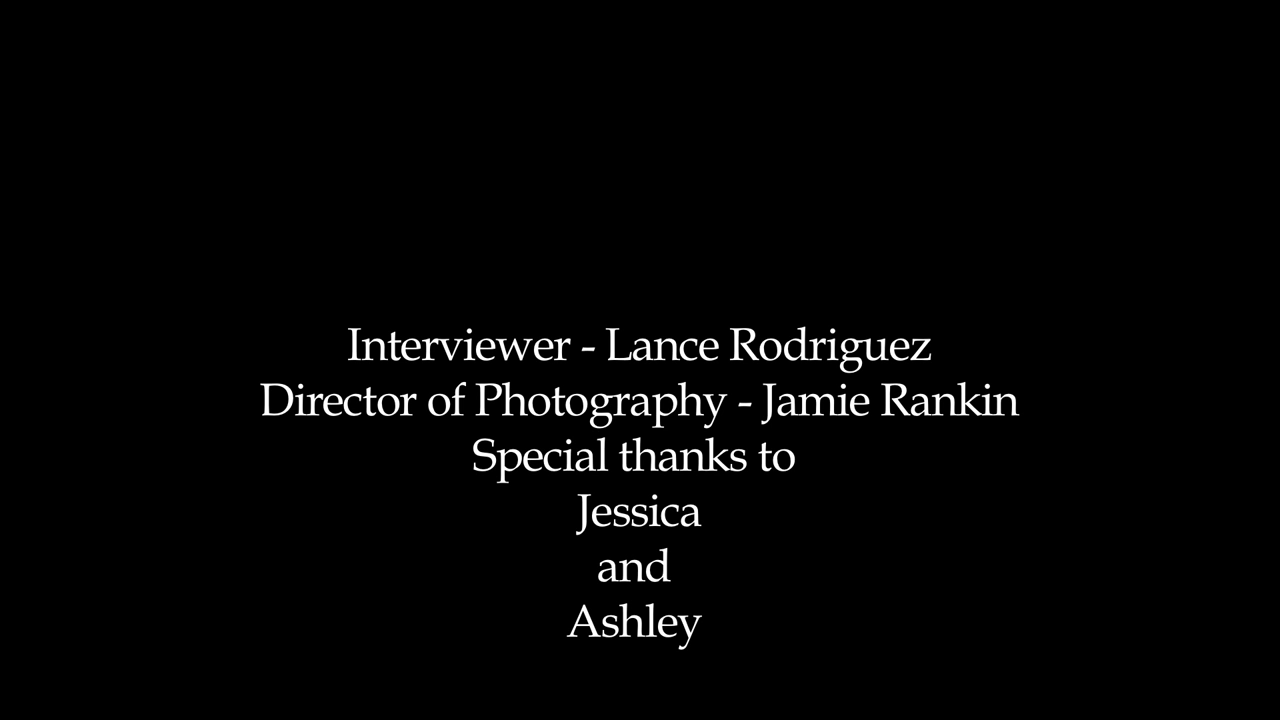 Interviewer - Lance Rodriguez
Director of Photography - Jamie Rankin
Special thanks to
Jessica
and
Ashley